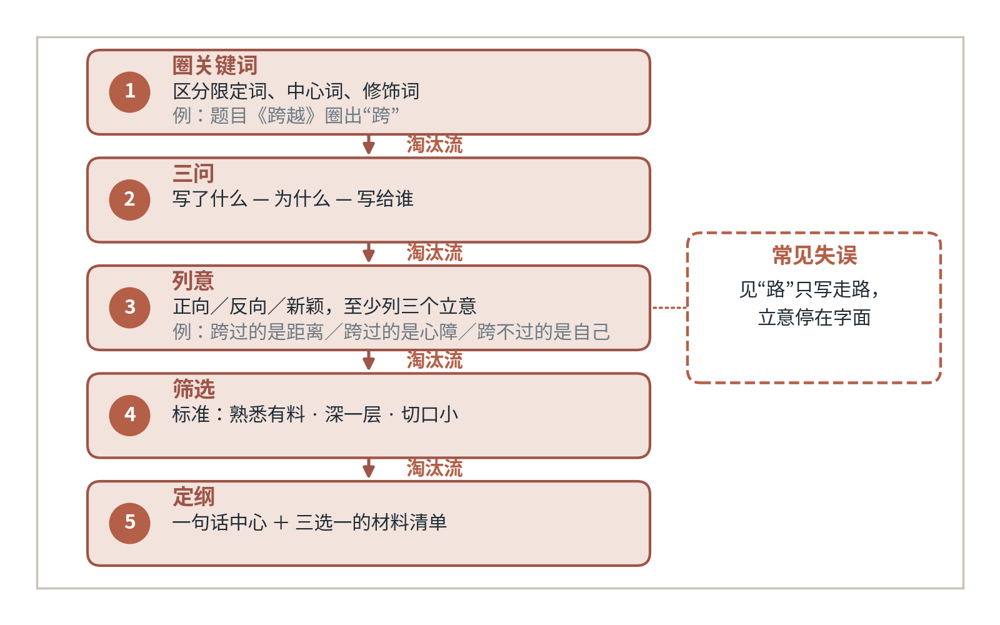 1
圈关键词
区分限定词、中心词、修饰词
例：题目《跨越》圈出“跨”
淘汰流
2
三问
写了什么 — 为什么 — 写给谁
淘汰流
3
列意
正向／反向／新颖，至少列三个立意
例：跨过的是距离／跨过的是心障／跨不过的是自己
常见失误
见“路”只写走路，
立意停在字面
淘汰流
4
筛选
标准：熟悉有料 · 深一层 · 切口小
淘汰流
5
定纲
一句话中心 ＋ 三选一的材料清单